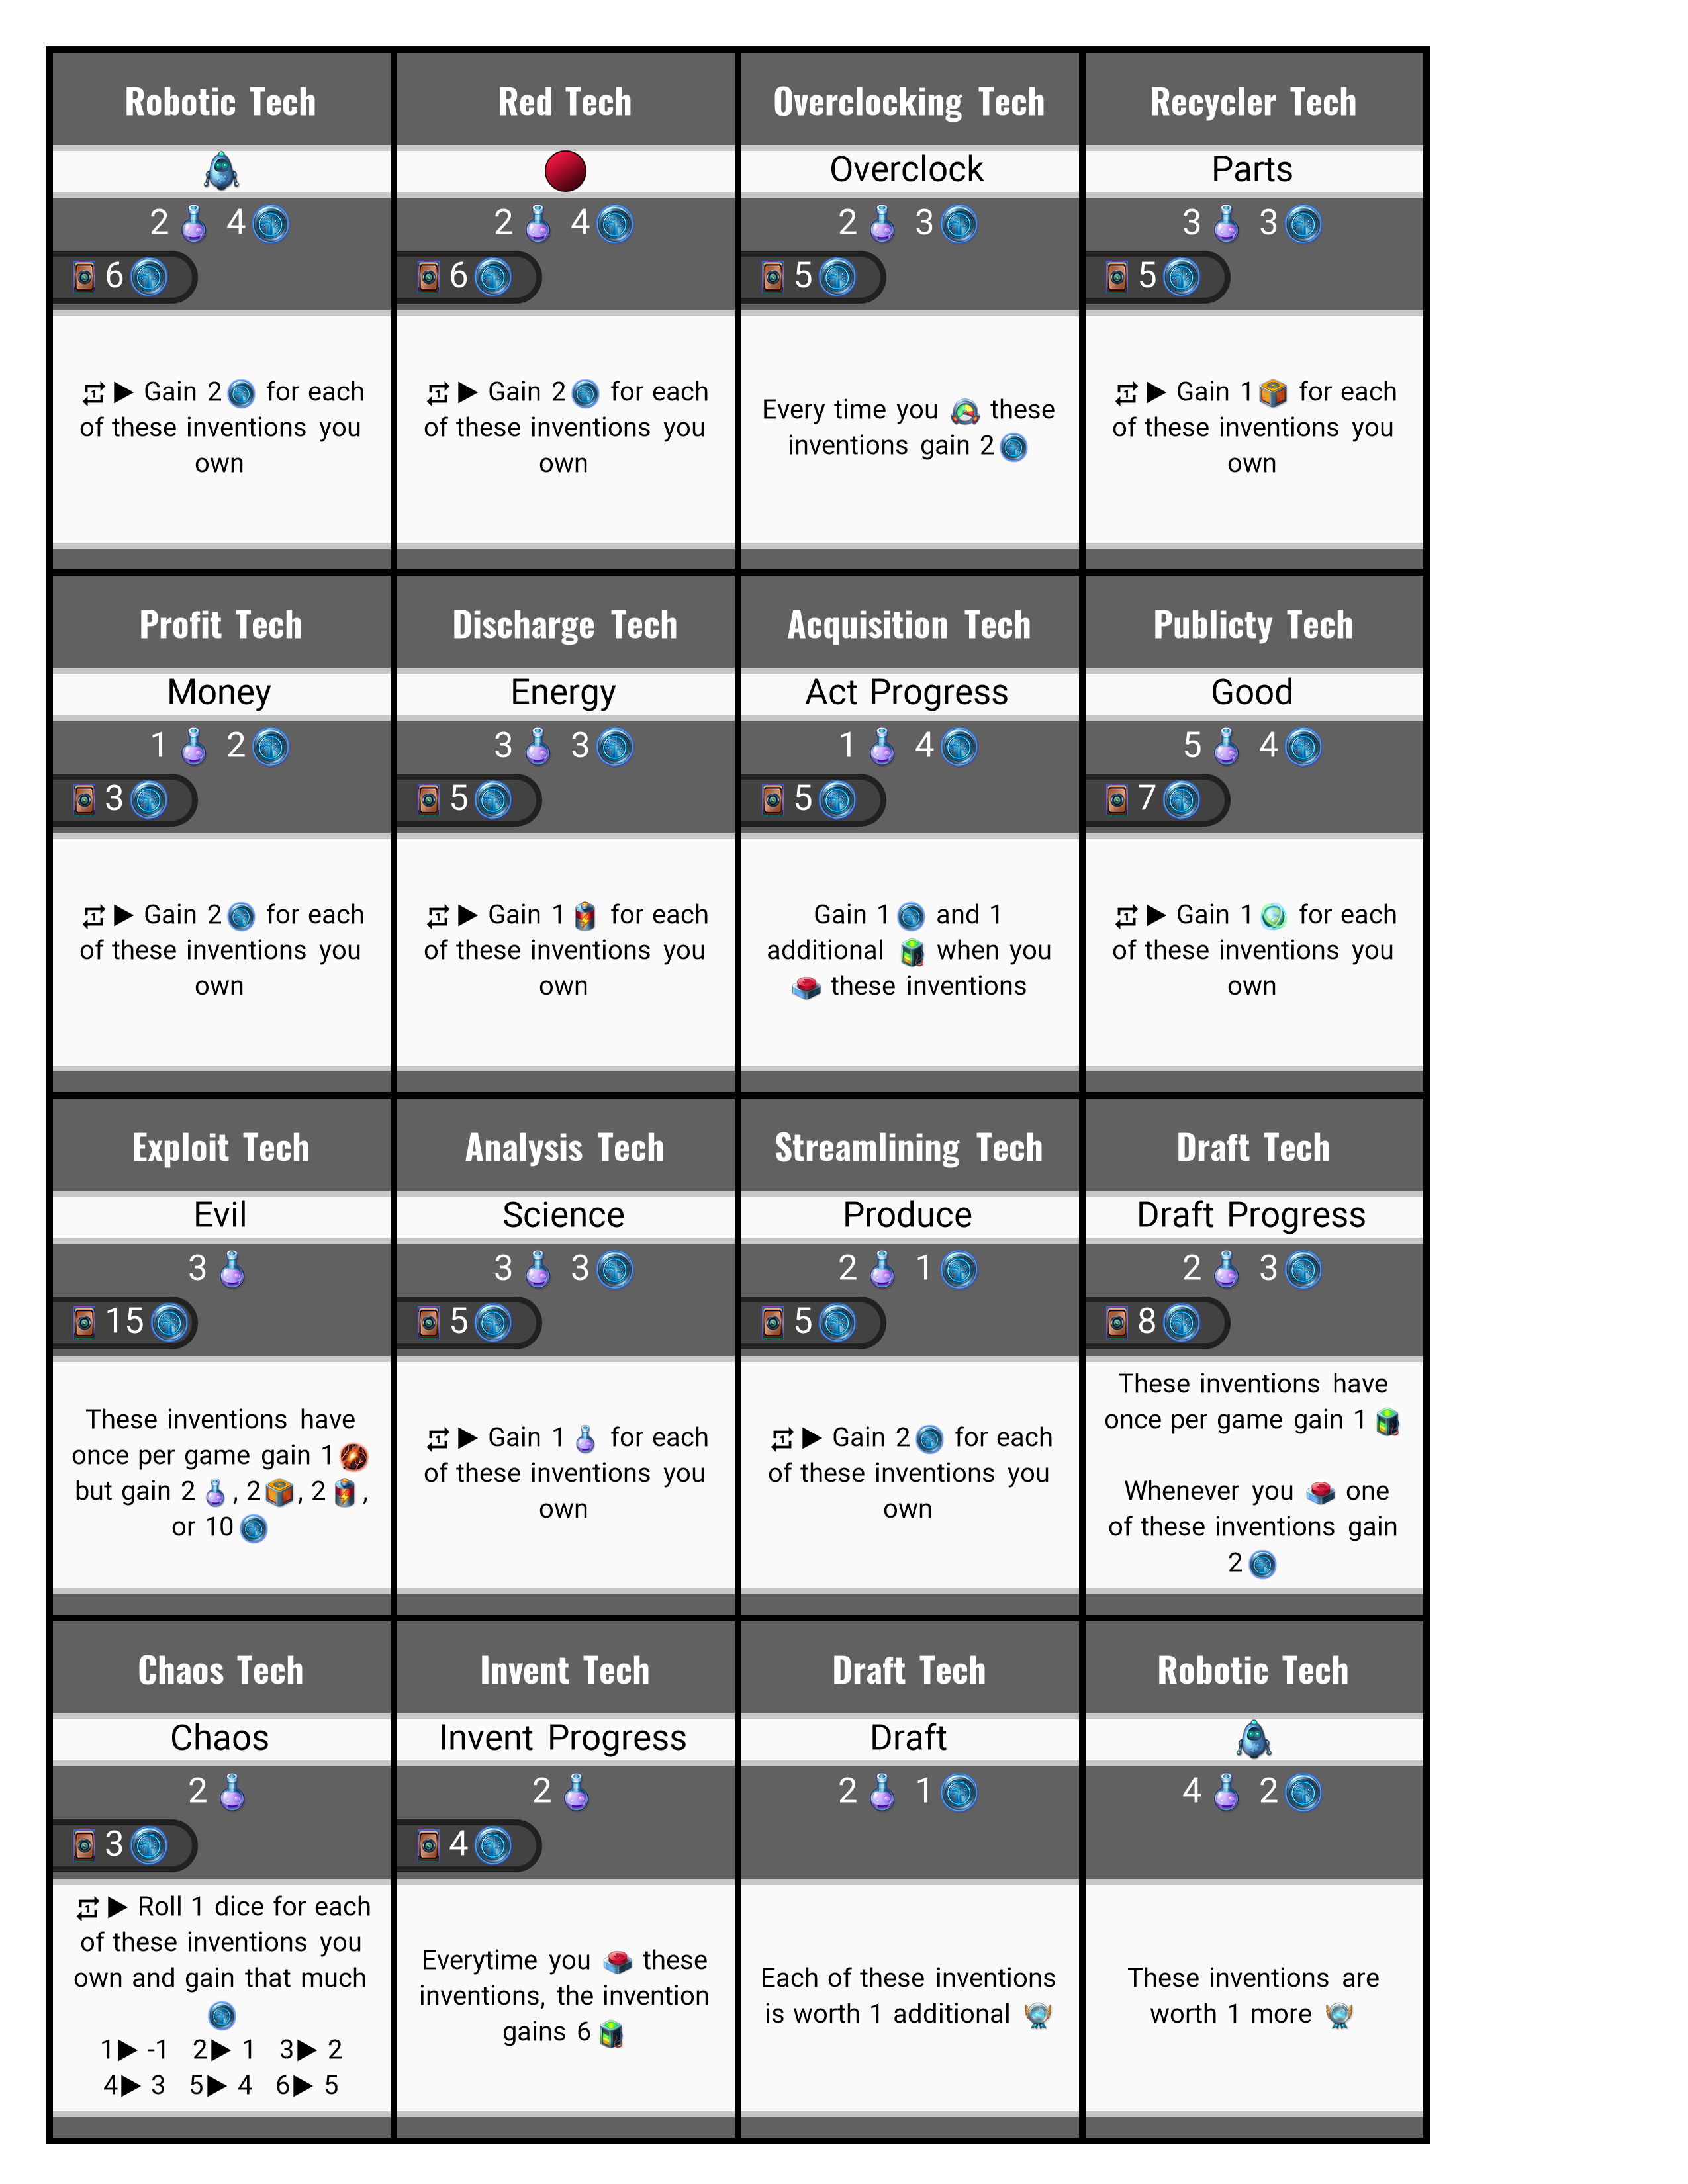 Robotic Tech
2 4
6
1 Gain 2 for each
of these inventions you
own
Red Tech
2 4
6
1 Gain 2 for each
of these inventions you
own
Overclocking Tech
Overclock
2 3
5
Every time you these
inventions gain 2
Recycler Tech
Parts
3 3
5
1 Gain 1 for each
of these inventions you
own
Profit Tech
Money
1 2
3
1 Gain 2 for each
of these inventions you
own
Discharge Tech
Energy
3 3
5
1 Gain 1 for each
of these inventions you
own
Acquisition Tech
Act Progress
1 4
5
Gain 1 and 1
additional when you
these inventions
Publicty Tech
Good
5 4
7
1 Gain 1 for each
of these inventions you
own
Exploit Tech
Evil
3
15
These inventions have
once per game gain 1
but gain 2 , 2 , 2 ,
or 10
Analysis Tech
Science
3 3
5
1 Gain 1 for each
of these inventions you
own
Streamlining Tech
Produce
2 1
5
1 Gain 2 for each
of these inventions you
own
Draft Tech
Draft Progress
2 3
8
These inventions have
once per game gain 1
Whenever you one
of these inventions gain
2
Chaos Tech
Chaos
2
3
1 Roll 1 dice for each
of these inventions you
own and gain that much
1▶ -1 2▶ 1 3▶ 2
4▶ 3 5▶ 4 6▶ 5
Invent Tech
Invent Progress
2
4
Everytime you these
inventions, the invention
gains 6
Draft Tech
Draft
2 1
Each of these inventions
is worth 1 additional
Robotic Tech
4 2
These inventions are
worth 1 more